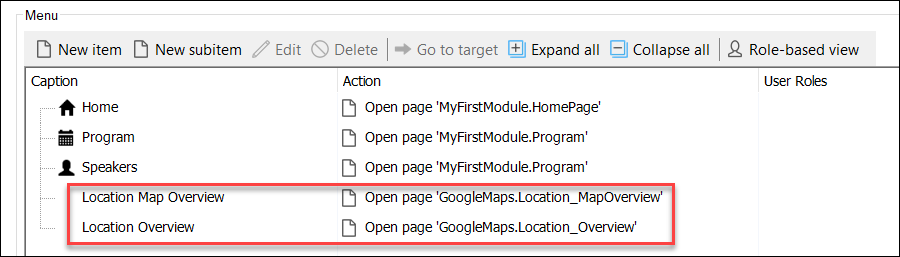 Menu
New item New subitem Edit Delete Go to target Expand all Collapse all Role-based view
Caption Action User Roles
Home Open page 'MyFirstModule.HomePage'
Program Open page 'MyFirstModule.Program'
Speakers Open page 'MyFirstModule.Program'
Location Map Overview Open page 'GoogleMaps.Location_MapOverview'
Location Overview Open page 'GoogleMaps.Location_Overview'